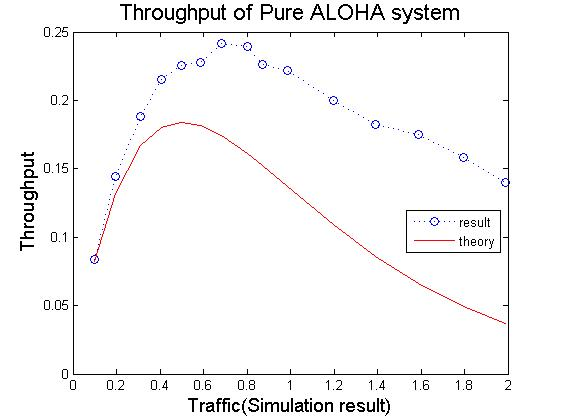 Throughput of Pure ALOHA system
0.25
0.2
0.15
0.1
0.05
0
Throughput
result
theory
0 0.2 0.4 0.6 0.8 1 1.2 1.4 1.6 1.8 2
Traffic(Simulation result)